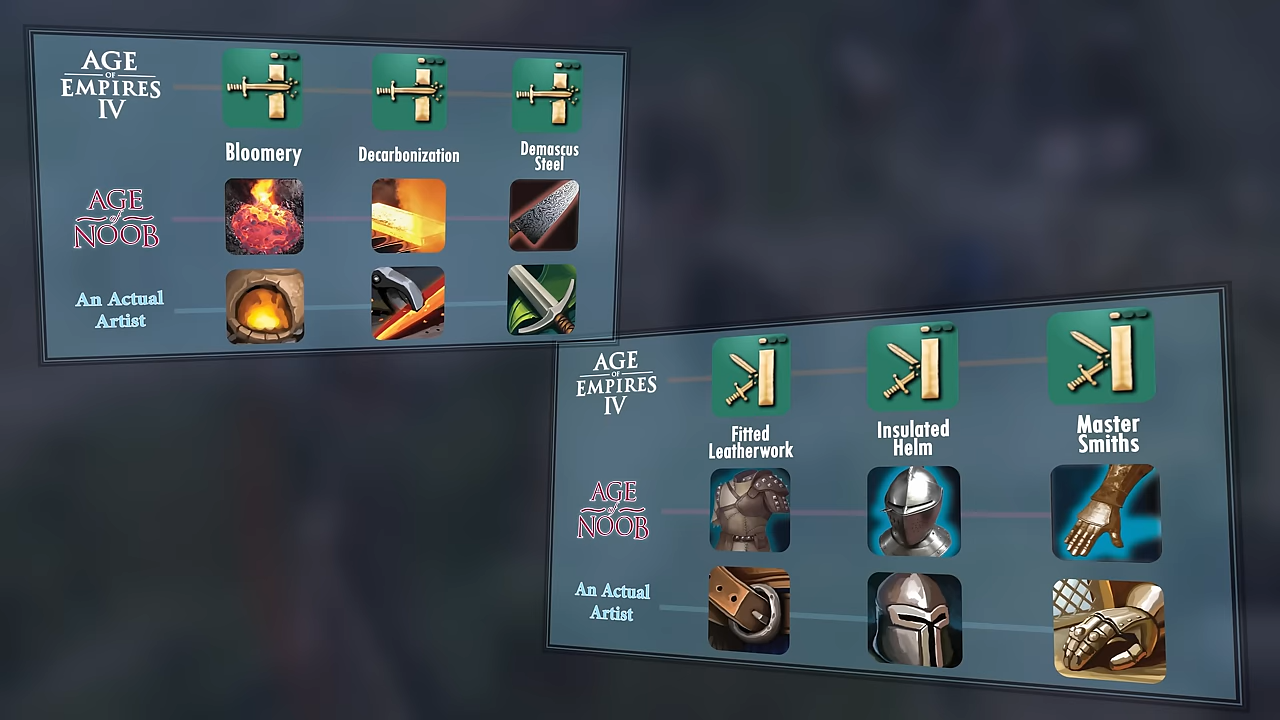 AGE
OF
EMPIRES
IV
Bloomery
Decarbonization
Demascus
Steel
AGE
of
NOOB
An Actual
Artist
AGE
OF
EMPIRES
IV
Fitted
Leatherwork
Insulated
Helm
Master
Smiths
AGE
of
NOOB
An Actual
Artist